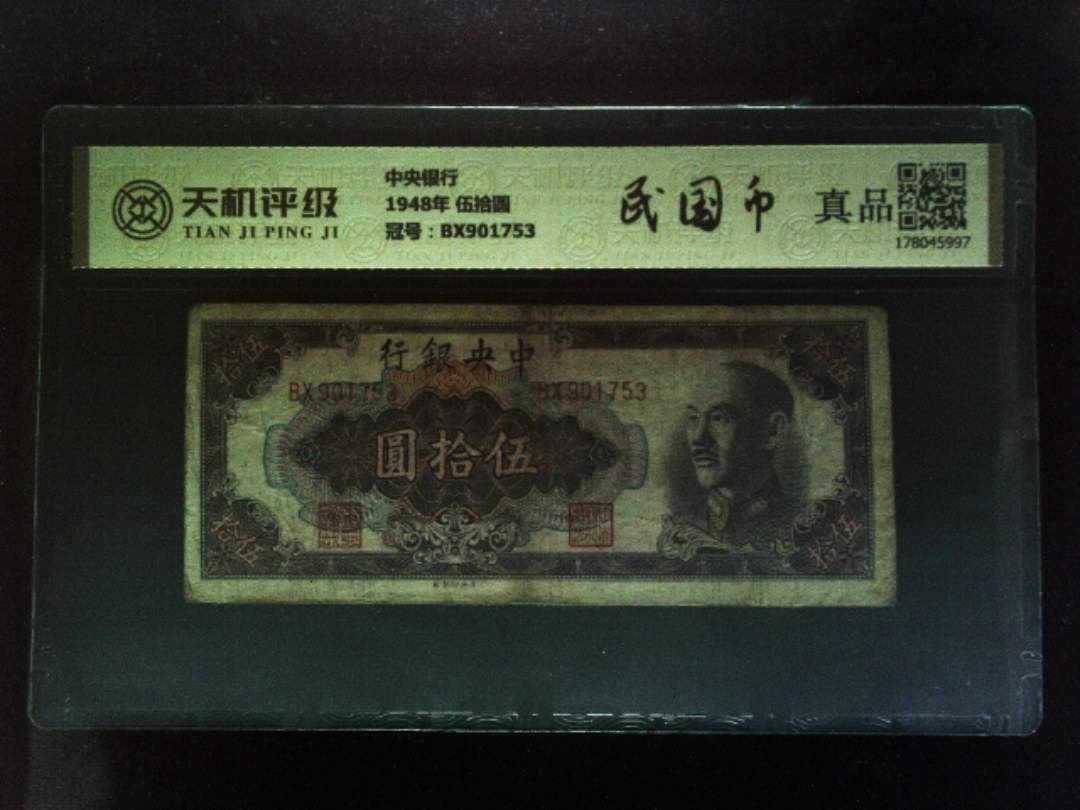 天机评级
TIAN JI PING JI
中央银行
1948年 伍拾圆
冠号：BX901753
民国币
真品
178045997
行銀央中
BX901753
BX901753
圓拾伍
拾伍
拾伍
拾伍
拾伍